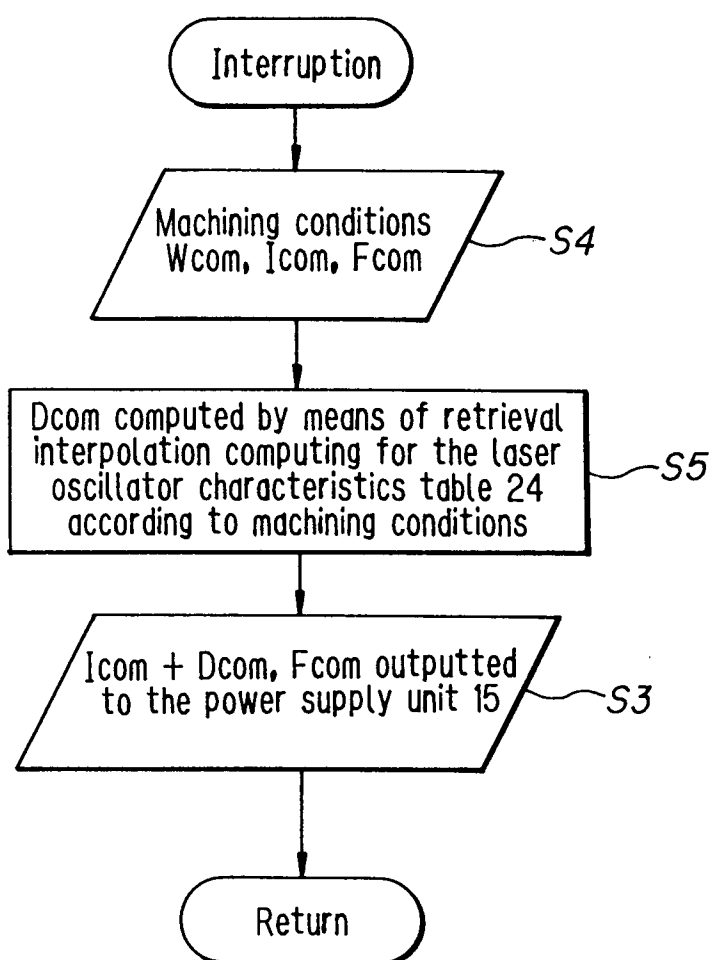 Interruption
Machining conditions
Wcom, Icom, Fcom
S4
Dcom computed by means of retrieval
interpolation computing for the laser
oscillator characteristics table 24
according to machining conditions
S5
Icom + Dcom, Fcom outputted
to the power supply unit 15
S3
Return